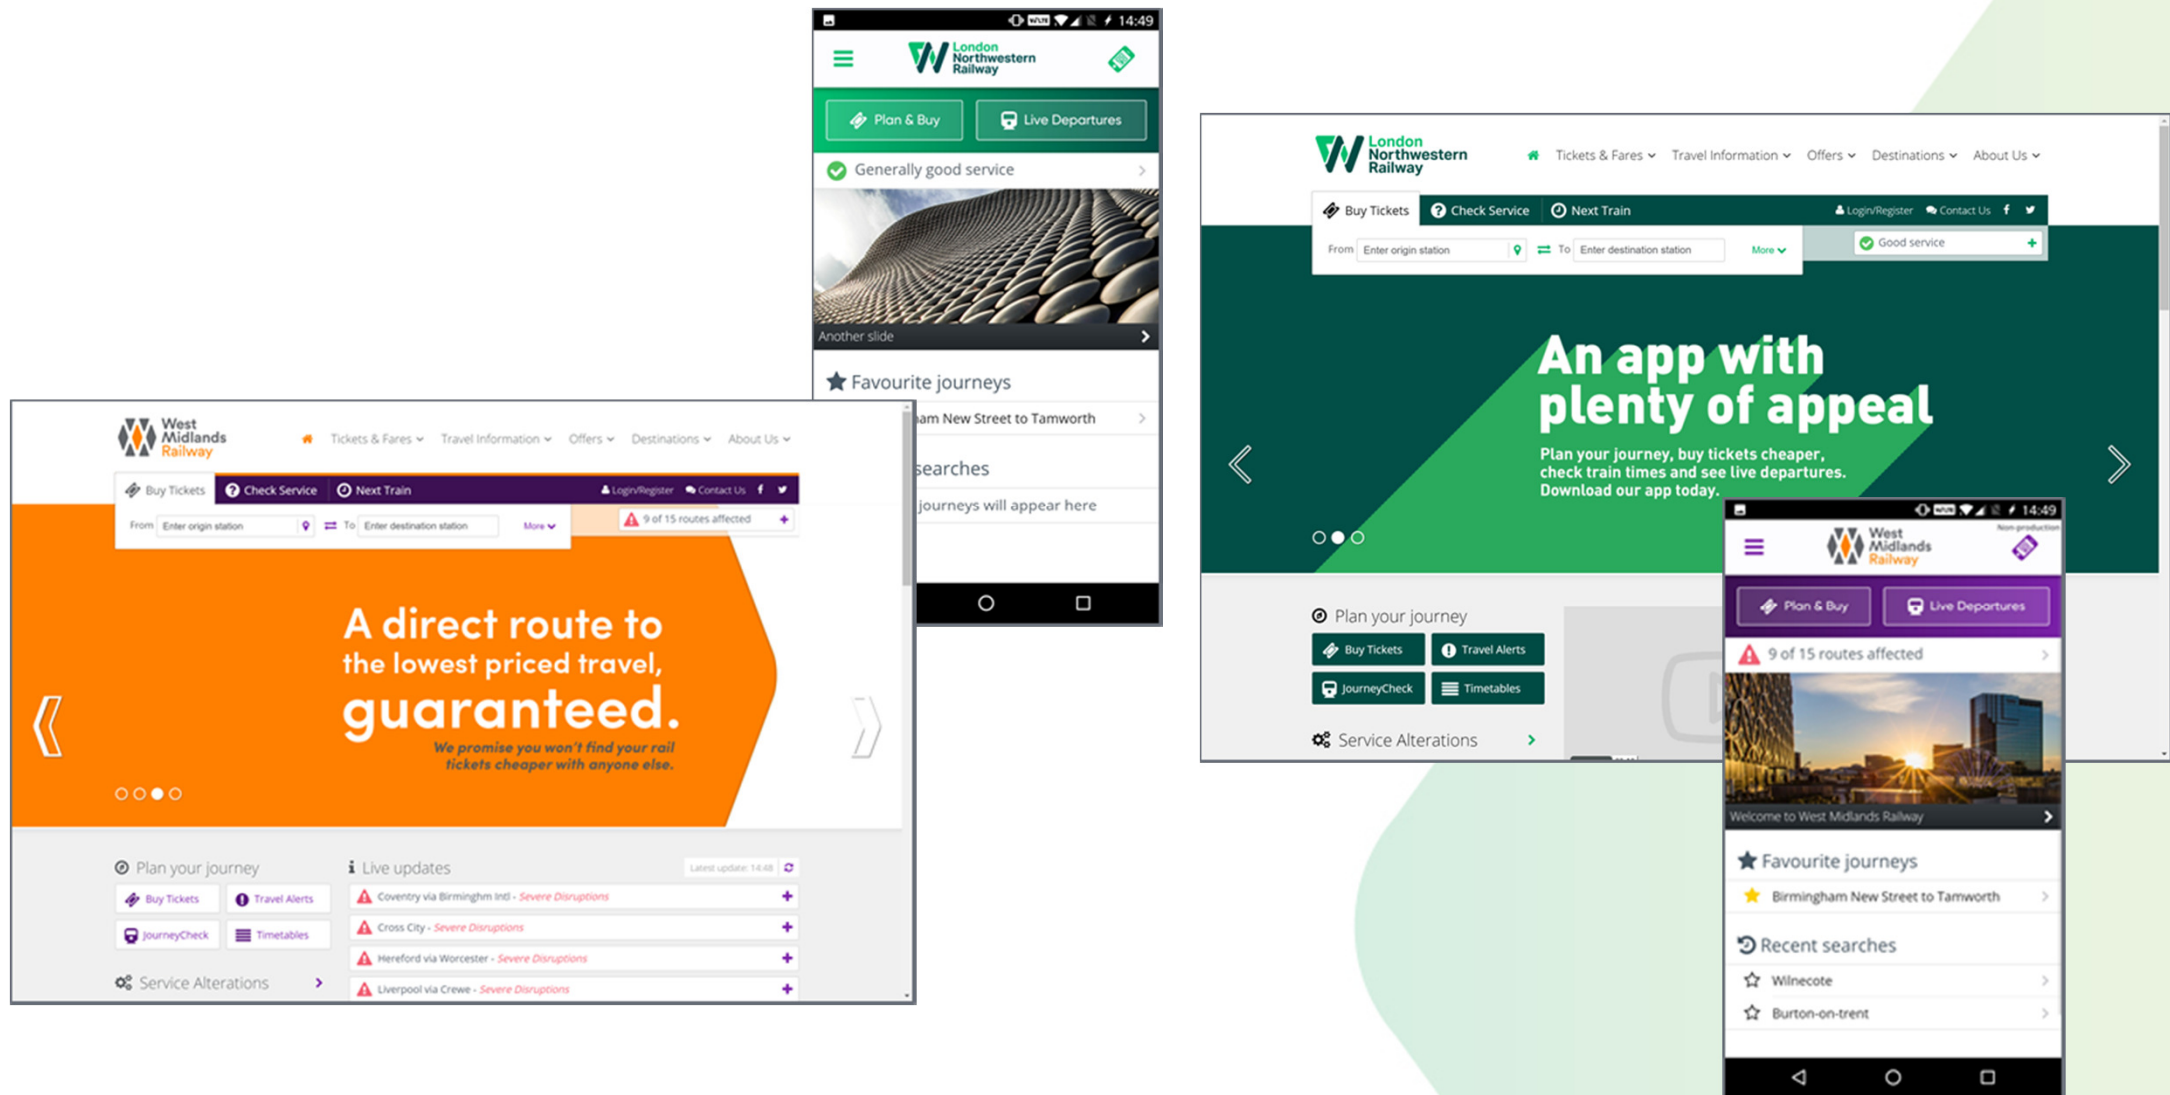 14:49
London
Northwestern
Railway
Plan & Buy
Live Departures
Generally good service
Another slide
Favourite journeys
am New Street to Tamworth
searches
journeys will appear here
West
Midlands
Railway
Tickets & Fares Travel Information Offers Destinations About Us
Buy Tickets Check Service Next Train Login/Register Contact Us
From Enter origin station To Enter destination station More 9 of 15 routes affected
A direct route to
the lowest priced travel,
guaranteed.
We promise you won't find your rail
tickets cheaper with anyone else.
Plan your journey
Buy Tickets Travel Alerts
JourneyCheck Timetables
Service Alterations
Live updates Latest update: 14:48
Coventry via Birminghm Intl - Severe Disruptions
Cross City - Severe Disruptions
Hereford via Worcester - Severe Disruptions
Liverpool via Crewe - Severe Disruptions
London
Northwestern
Railway
Tickets & Fares Travel Information Offers Destinations About Us
Buy Tickets Check Service Next Train Login/Register Contact Us
From Enter origin station To Enter destination station More Good service
An app with
plenty of appeal
Plan your journey, buy tickets cheaper,
check train times and see live departures.
Download our app today.
Plan your journey
Buy Tickets Travel Alerts
JourneyCheck Timetables
Service Alterations
14:49
Non-production
West
Midlands
Railway
Plan & Buy
Live Departures
9 of 15 routes affected
Welcome to West Midlands Railway
Favourite journeys
Birmingham New Street to Tamworth
Recent searches
Wilnecote
Burton-on-trent